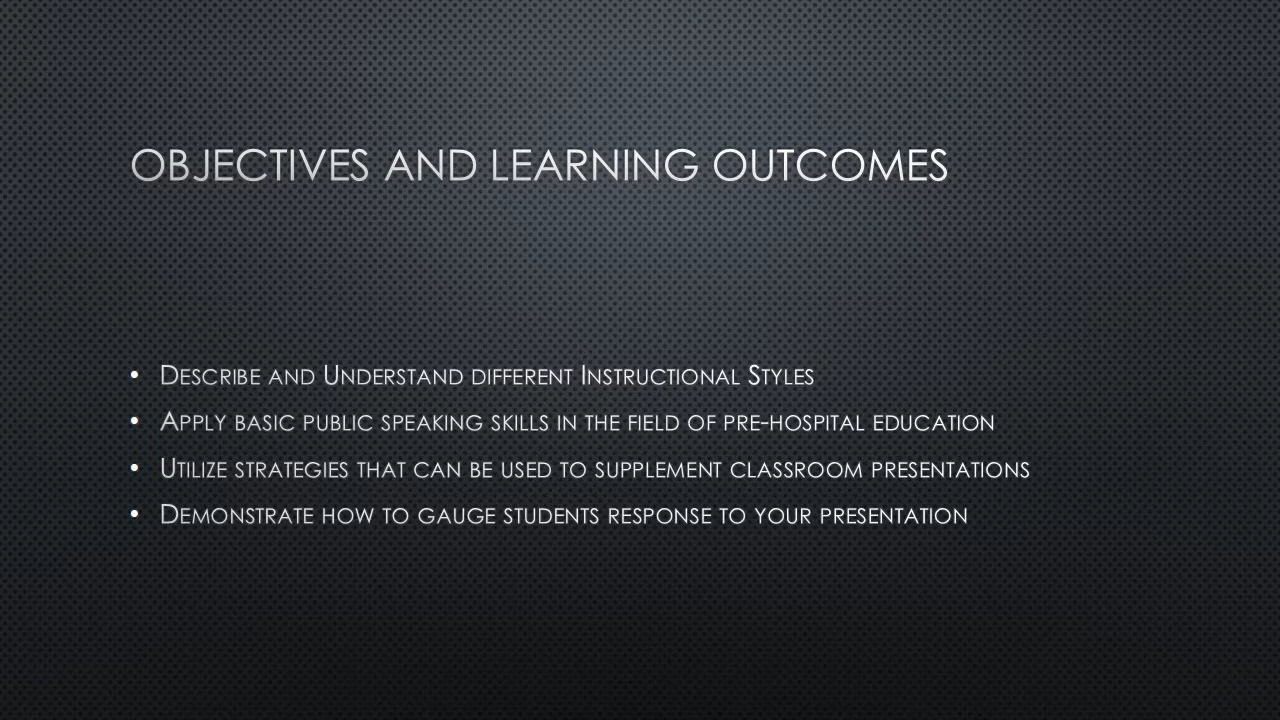 OBJECTIVES AND LEARNING OUTCOMES
• Describe and Understand different Instructional Styles
• Apply basic public speaking skills in the field of pre-hospital education
• Utilize strategies that can be used to supplement classroom presentations
• Demonstrate how to gauge students response to your presentation